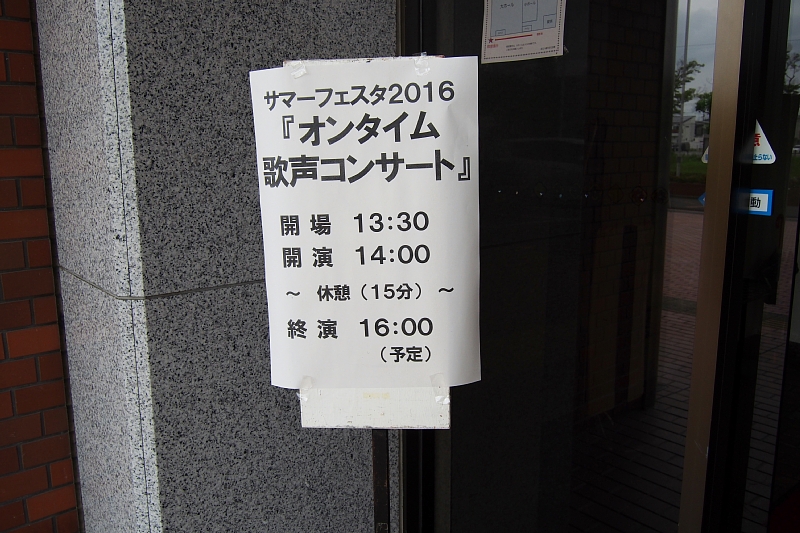 サマーフェスタ2016
『オンタイム
歌声コンサート』
開場 13:30
開演 14:00
～ 休憩（15分）～
終演 16:00
（予定）
動